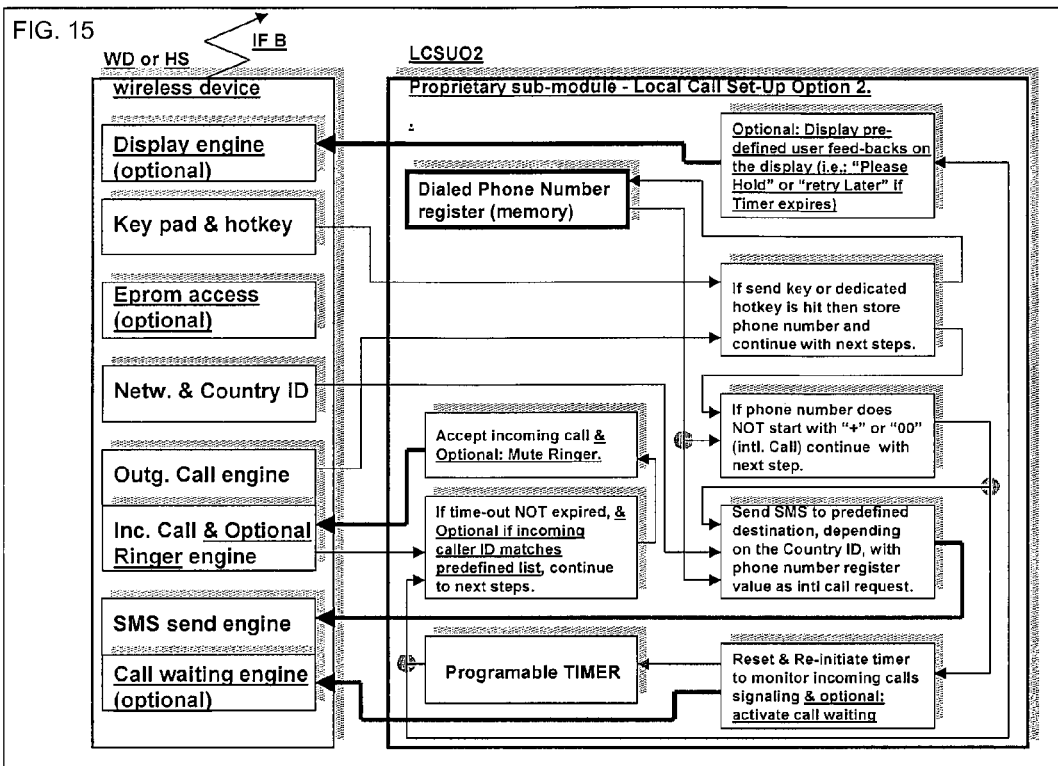 FIG. 15
IF B
WD or HS
wireless device
Display engine
(optional)
Key pad & hotkey
Eprom access
(optional)
Netw. & Country ID
Outg. Call engine
Inc. Call & Optional
Ringer engine
SMS send engine
Call waiting engine
(optional)
LCSUO2
Proprietary sub-module - Local Call Set-Up Option 2.
.
Dialed Phone Number
register (memory)
Optional: Display pre-
defined user feed-backs on
the display (i.e.: "Please
Hold" or "retry Later" if
Timer expires)
If send key or dedicated
hotkey is hit then store
phone number and
continue with next steps.
If phone number does
NOT start with "+" or "00"
(intl. Call) continue with
next step.
Accept incoming call &
Optional: Mute Ringer.
If time-out NOT expired, &
Optional if incoming
caller ID matches
predefined list, continue
to next steps.
Send SMS to predefined
destination, depending
on the Country ID, with
phone number register
value as intl call request.
Programable TIMER
Reset & Re-initiate timer
to monitor incoming calls
signaling & optional:
activate call waiting